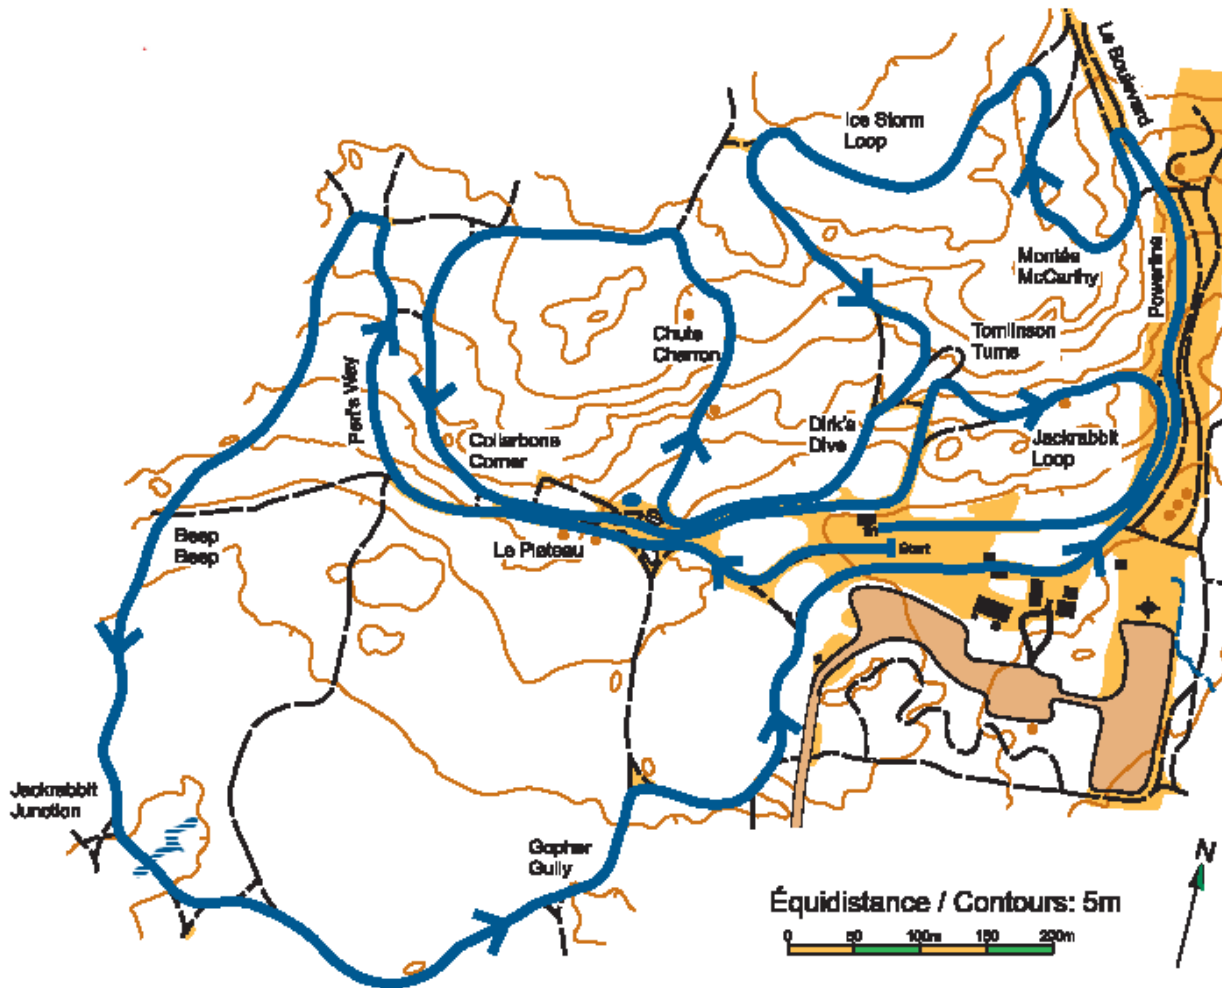 Le Boulevard
Ice Storm
Loop
Montée
McCarthy
Powerline
Chute
Charron
Tomlinson
Turns
Peri's Way
Collarbone
Corner
Dirk's
Dive
Jackrabbit
Loop
Beep
Beep
Le Plateau
Start
Jackrabbit
Junction
Gopher
Gully
N
Équidistance / Contours: 5m
0 50 100m 150 200m